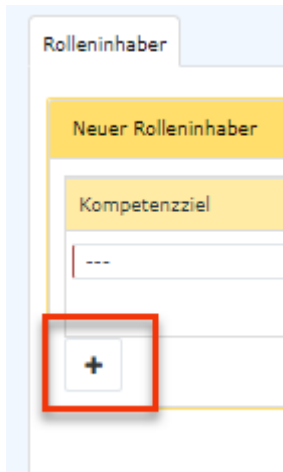 Rolleninhaber
Neuer Rolleninhaber
Kompetenzziel
---
+